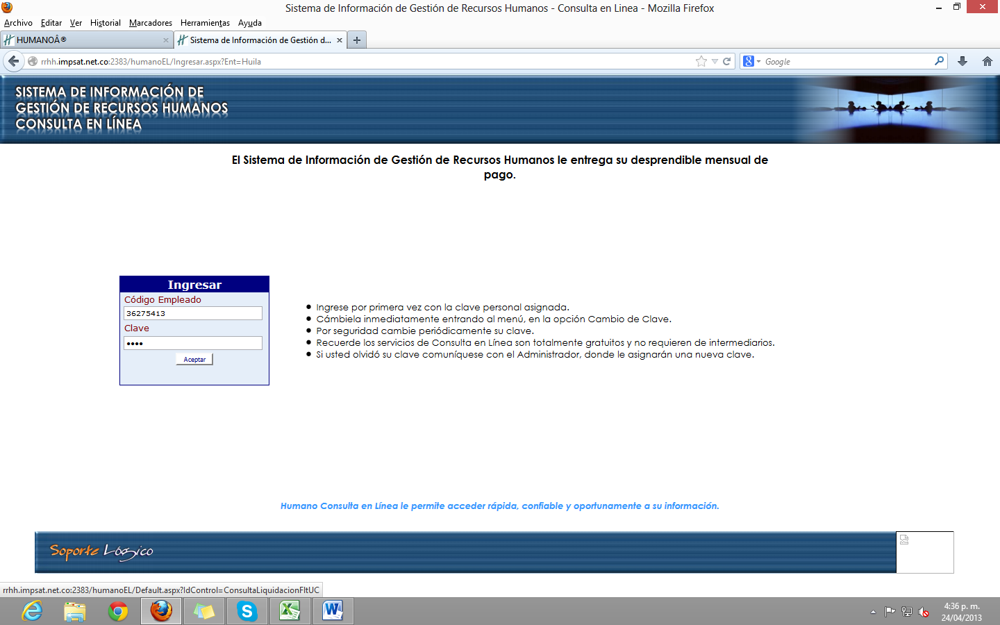 Sistema de Información de Gestión de Recursos Humanos - Consulta en Linea - Mozilla Firefox
Archivo Editar Ver Historial Marcadores Herramientas Ayuda
HUMANOÂ® Sistema de Información de Gestión d...
rrhh.impsat.net.co:2383/humanoEL/Ingresar.aspx?Ent=Huila Google
SISTEMA DE INFORMACIÓN DE
GESTIÓN DE RECURSOS HUMANOS
CONSULTA EN LÍNEA
El Sistema de Información de Gestión de Recursos Humanos le entrega su desprendible mensual de
pago.
Ingresar
Código Empleado
36275413
Clave
••••
Aceptar
Ingrese por primera vez con la clave personal asignada.
Cámbiela inmediatamente entrando al menú, en la opción Cambio de Clave.
Por seguridad cambie periódicamente su clave.
Recuerde los servicios de Consulta en Línea son totalmente gratuitos y no requieren de intermediarios.
Si usted olvidó su clave comuníquese con el Administrador, donde le asignarán una nueva clave.
Humano Consulta en Línea le permite acceder rápida, confiable y oportunamente a su información.
Soporte Lógico
rrhh.impsat.net.co:2383/humanoEL/Default.aspx?IdControl=ConsultaLiquidacionFltUC
4:36 p. m.
24/04/2013